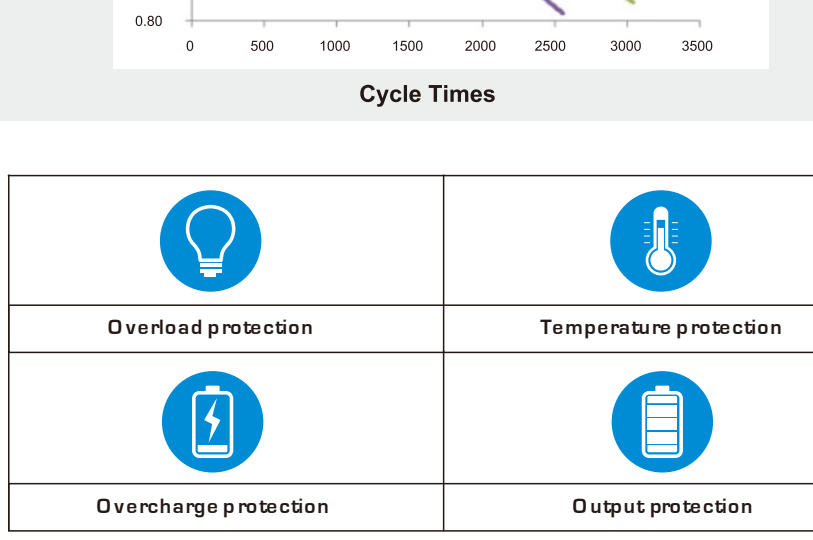 0.80
0 500 1000 1500 2000 2500 3000 3500
Cycle Times
Overload protection Temperature protection
Overcharge protection Output protection